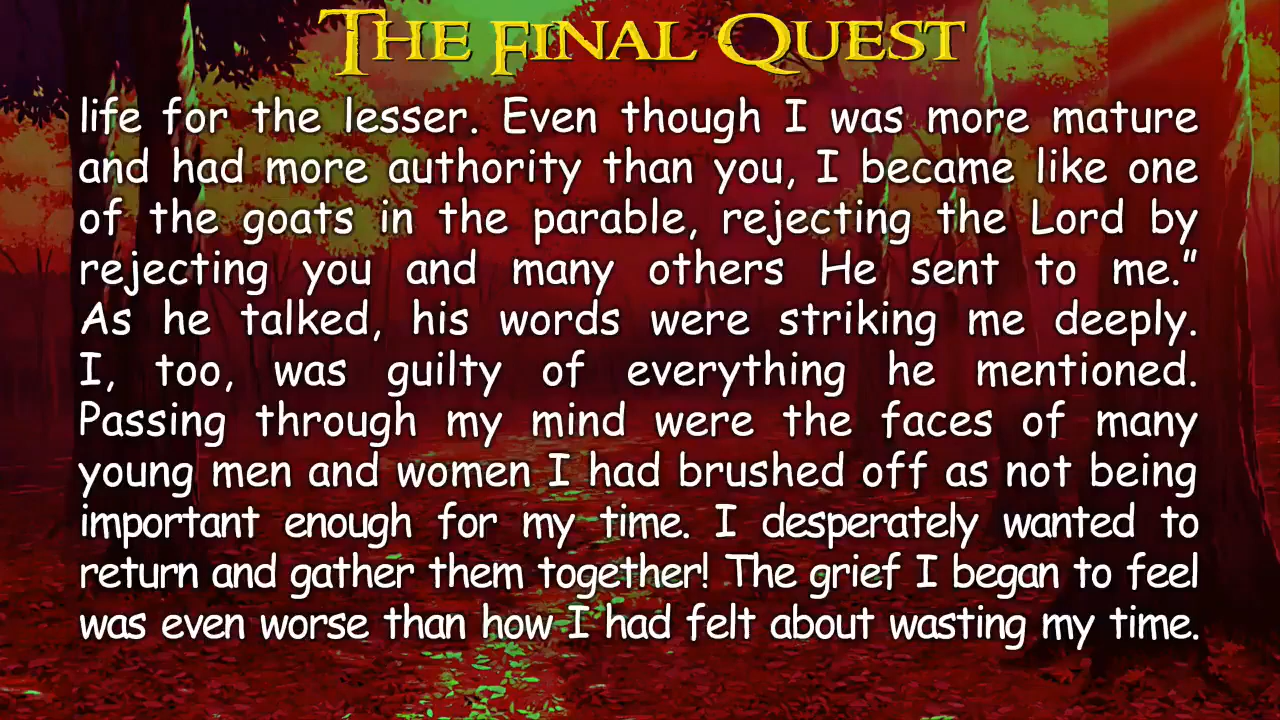 THE FINAL QUEST
life for the lesser. Even though I was more mature
and had more authority than you, I became like one
of the goats in the parable, rejecting the Lord by
rejecting you and many others He sent to me.”
As he talked, his words were striking me deeply.
I, too, was guilty of everything he mentioned.
Passing through my mind were the faces of many
young men and women I had brushed off as not being
important enough for my time. I desperately wanted to
return and gather them together! The grief I began to feel
was even worse than how I had felt about wasting my time.